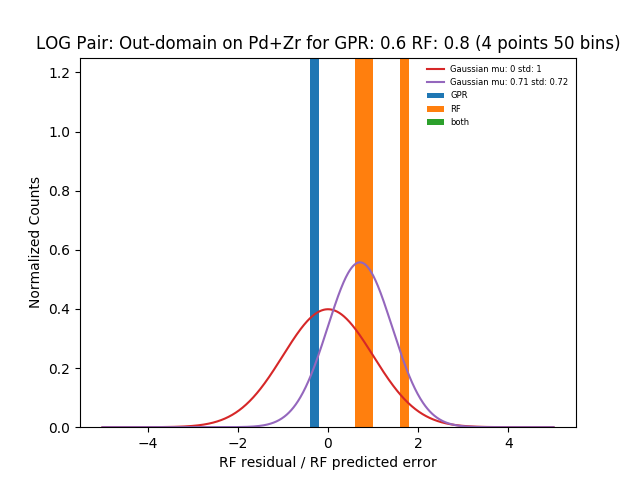 LOG Pair: Out-domain on Pd+Zr for GPR: 0.6 RF: 0.8 (4 points 50 bins)
Gaussian mu: 0 std: 1
Gaussian mu: 0.71 std: 0.72
GPR
RF
both
Normalized Counts
1.2
1.0
0.8
0.6
0.4
0.2
0.0
−4 −2 0 2 4
RF residual / RF predicted error